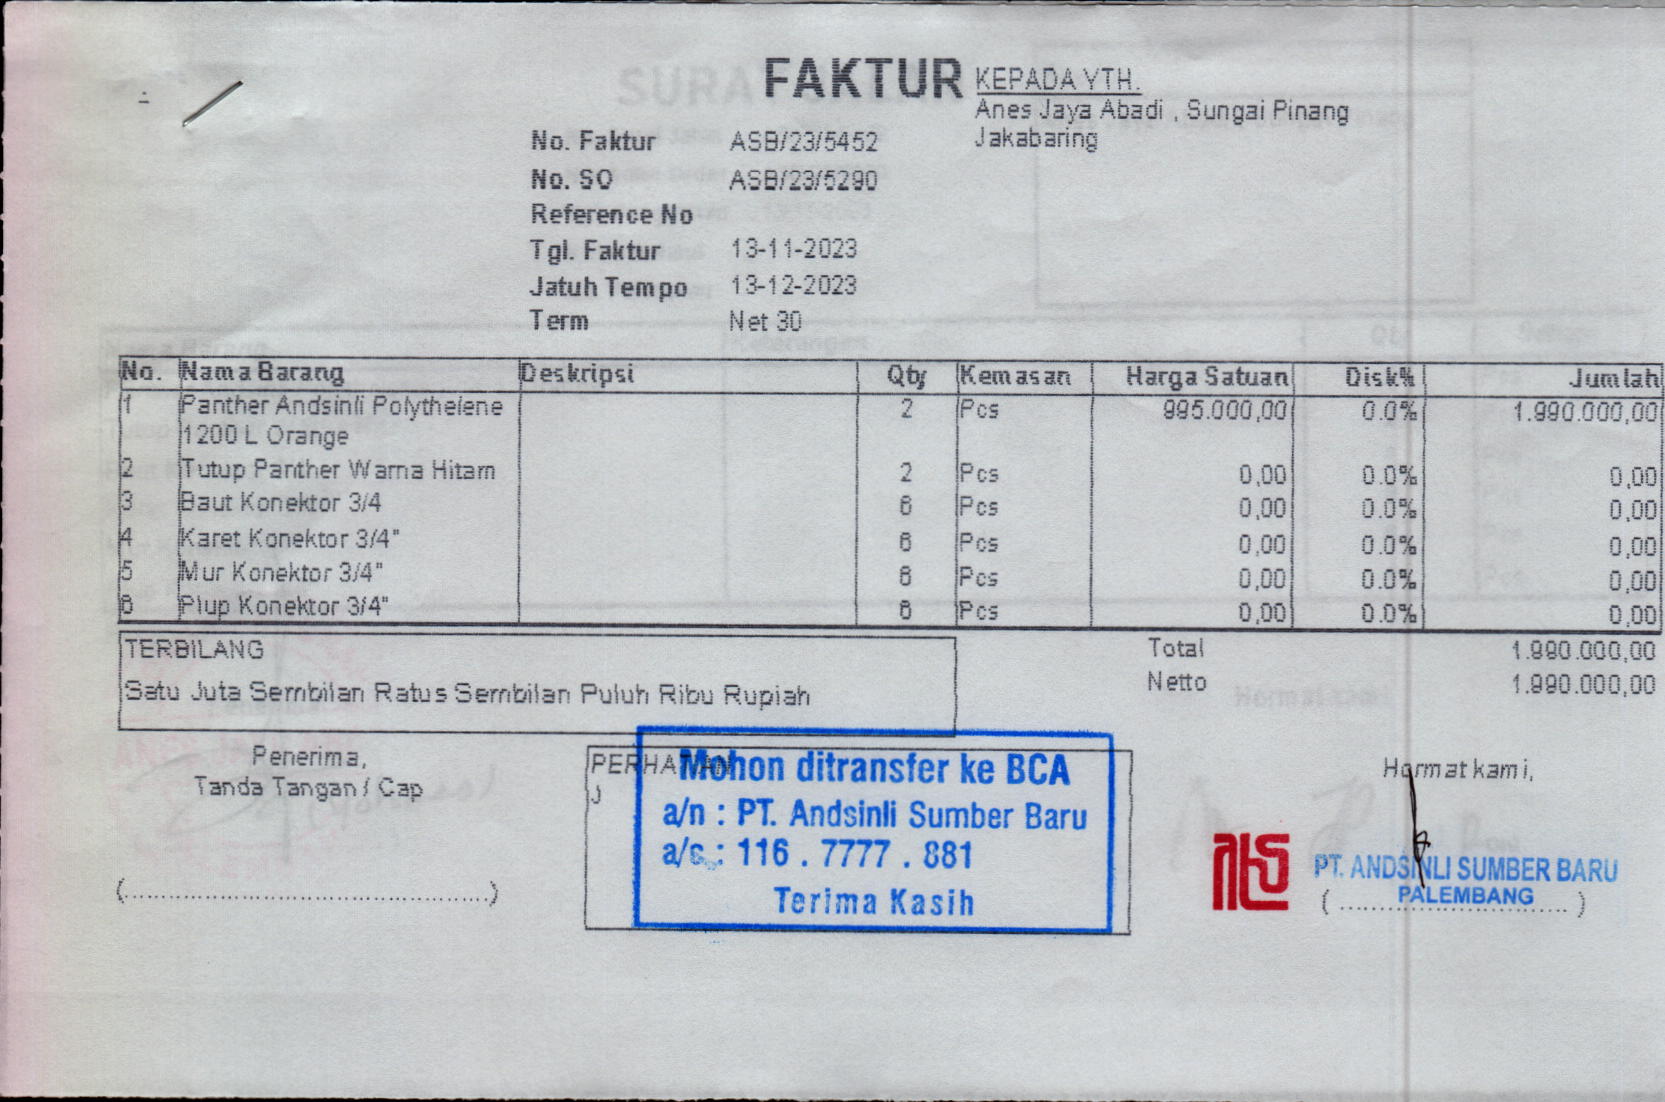 FAKTUR
KEPADA YTH.
Anes Jaya Abadi , Sungai Pinang
Jakabaring
No. Faktur ASB/23/5452
No. SO ASB/23/5290
Reference No
Tgl. Faktur 13-11-2023
Jatuh Tempo 13-12-2023
Term Net 30
No. Nama Barang Deskripsi Qty Kemasan Harga Satuan Disk% Jumlah
1 Panther Andsinli Polythelene 2 Pcs 995.000,00 0.0% 1.990.000,00
1200 L Orange
2 Tutup Panther Warna Hitam 2 Pcs 0,00 0.0% 0,00
3 Baut Konektor 3/4 6 Pcs 0,00 0.0% 0,00
4 Karet Konektor 3/4" 6 Pcs 0,00 0.0% 0,00
5 Mur Konektor 3/4" 6 Pcs 0,00 0.0% 0,00
6 Plup Konektor 3/4" 6 Pcs 0,00 0.0% 0,00
TERBILANG
Satu Juta Sembilan Ratus Sembilan Puluh Ribu Rupiah
Total 1.990.000,00
Netto 1.990.000,00
Penerima,
Tanda Tangan / Cap
(................................................)
PERHATIAN
Mohon ditransfer ke BCA
a/n : PT. Andsinli Sumber Baru
a/c : 116 . 7777 . 881
Terima Kasih
Hormat kami,
PT. ANDSINLI SUMBER BARU
PALEMBANG
( .............................. )